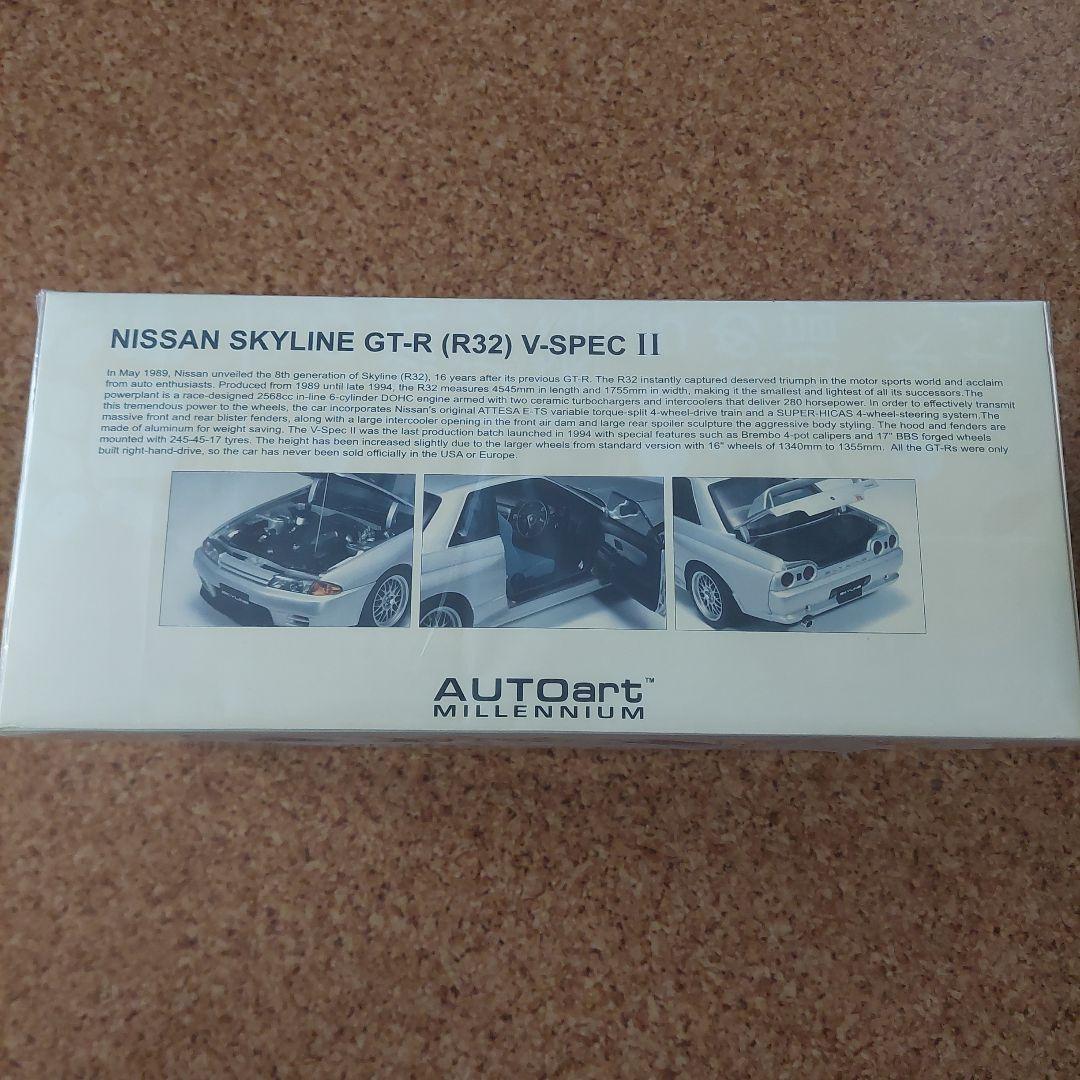 NISSAN SKYLINE GT-R (R32) V-SPEC II
In May 1989, Nissan unveiled the 8th generation of Skyline (R32), 16 years after its previous GT-R. The R32 instantly captured deserved triumph in the motor sports world and acclaim
from auto enthusiasts. Produced from 1989 until late 1994, the R32 measures 4545mm in length and 1755mm in width, making it the smallest and lightest of all its successors.The
powerplant is a race-designed 2568cc in-line 6-cylinder DOHC engine armed with two ceramic turbochargers and intercoolers that deliver 280 horsepower. In order to effectively transmit
this tremendous power to the wheels, the car incorporates Nissan's original ATTESA E-TS variable torque-split 4-wheel-drive train and a SUPER-HICAS 4-wheel-steering system.The
massive front and rear blister fenders, along with a large intercooler opening in the front air dam and large rear spoiler sculpture the aggressive body styling. The hood and fenders are
made of aluminum for weight saving. The V-Spec II was the last production batch launched in 1994 with special features such as Brembo 4-pot calipers and 17" BBS forged wheels
mounted with 245-45-17 tyres. The height has been increased slightly due to the larger wheels from standard version with 16" wheels of 1340mm to 1355mm. All the GT-Rs were only
built right-hand-drive, so the car has never been sold officially in the USA or Europe.
SKYLINE
AUTOart™
MILLENNIUM